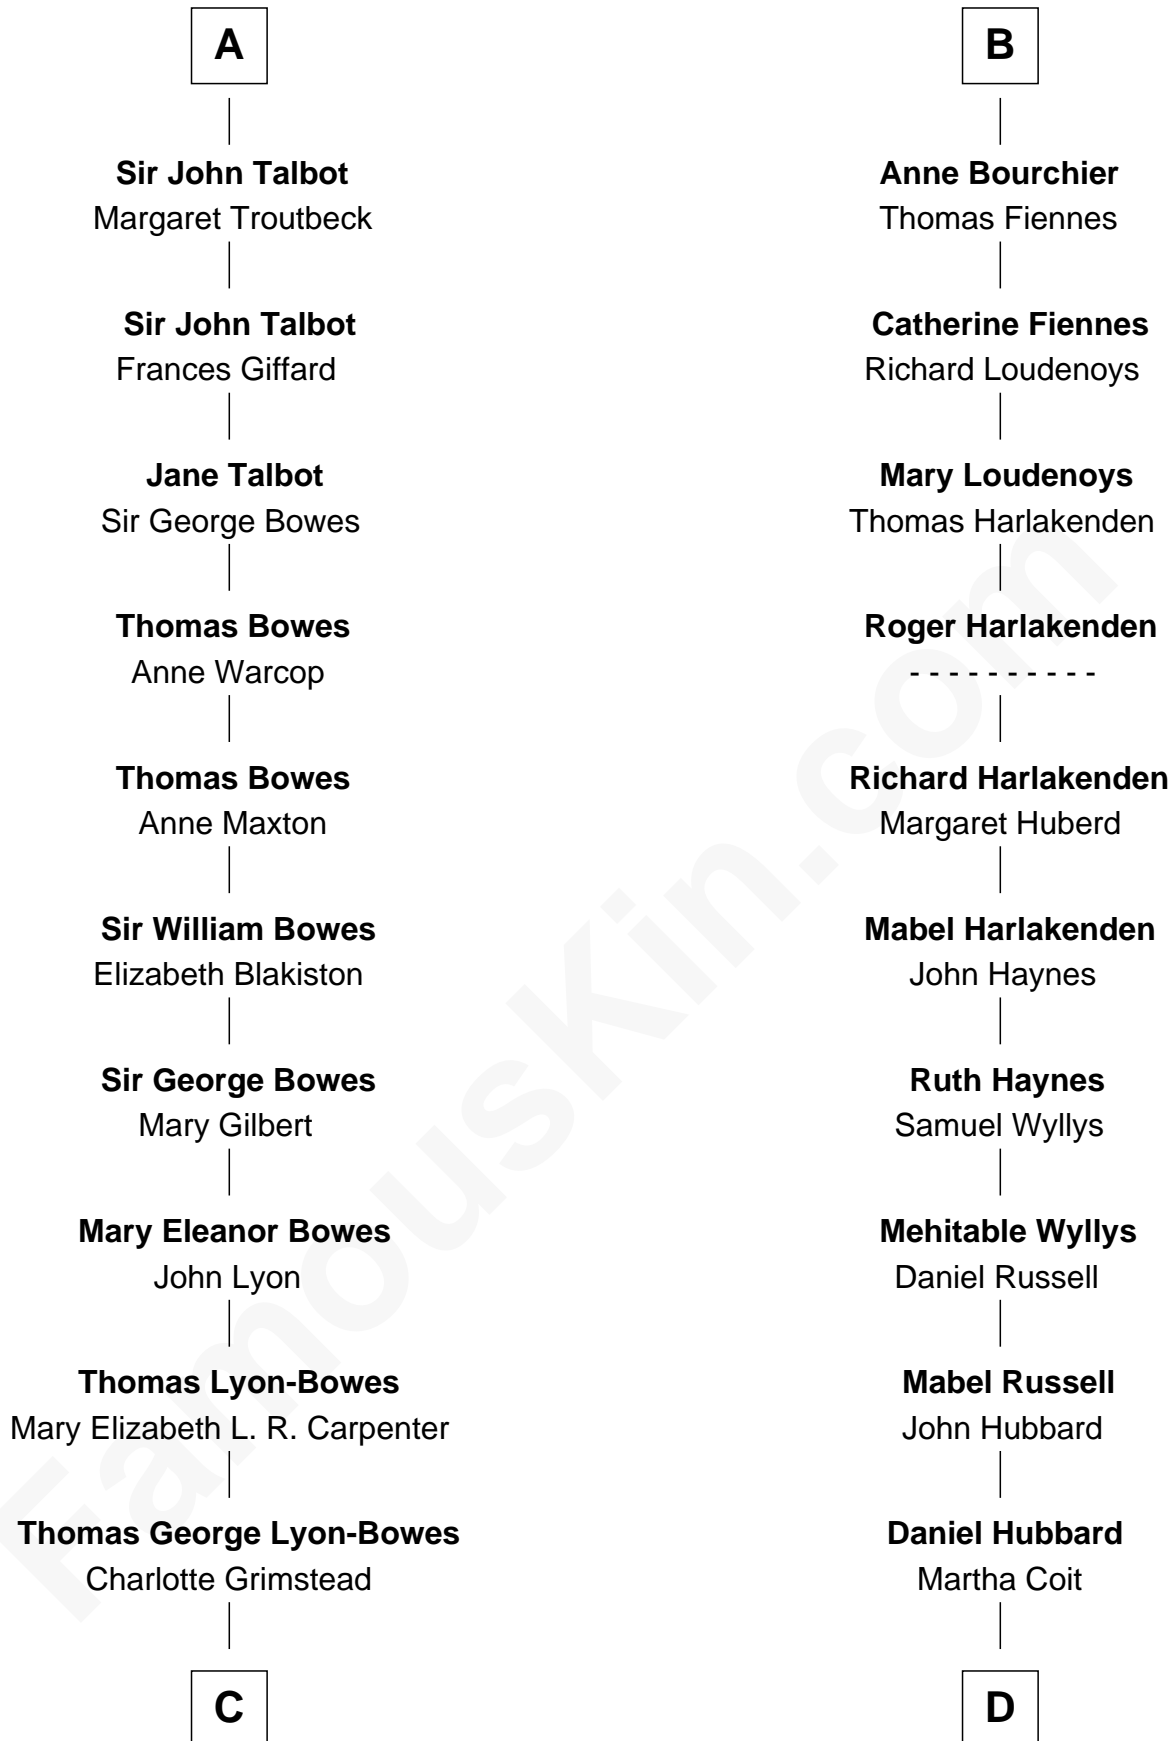 A
Sir John Talbot
Margaret Troutbeck
Sir John Talbot
Frances Giffard
Jane Talbot
Sir George Bowes
Thomas Bowes
Anne Warcop
Thomas Bowes
Anne Maxton
Sir William Bowes
Elizabeth Blakiston
Sir George Bowes
Mary Gilbert
Mary Eleanor Bowes
John Lyon
Thomas Lyon-Bowes
Mary Elizabeth L. R. Carpenter
Thomas George Lyon-Bowes
Charlotte Grimstead
C
B
Anne Bourchier
Thomas Fiennes
Catherine Fiennes
Richard Loudenoys
Mary Loudenoys
Thomas Harlakenden
Roger Harlakenden
- - - - - - - - - -
Richard Harlakenden
Margaret Huberd
Mabel Harlakenden
John Haynes
Ruth Haynes
Samuel Wyllys
Mehitable Wyllys
Daniel Russell
Mabel Russell
John Hubbard
Daniel Hubbard
Martha Coit
D
FamousKin.com